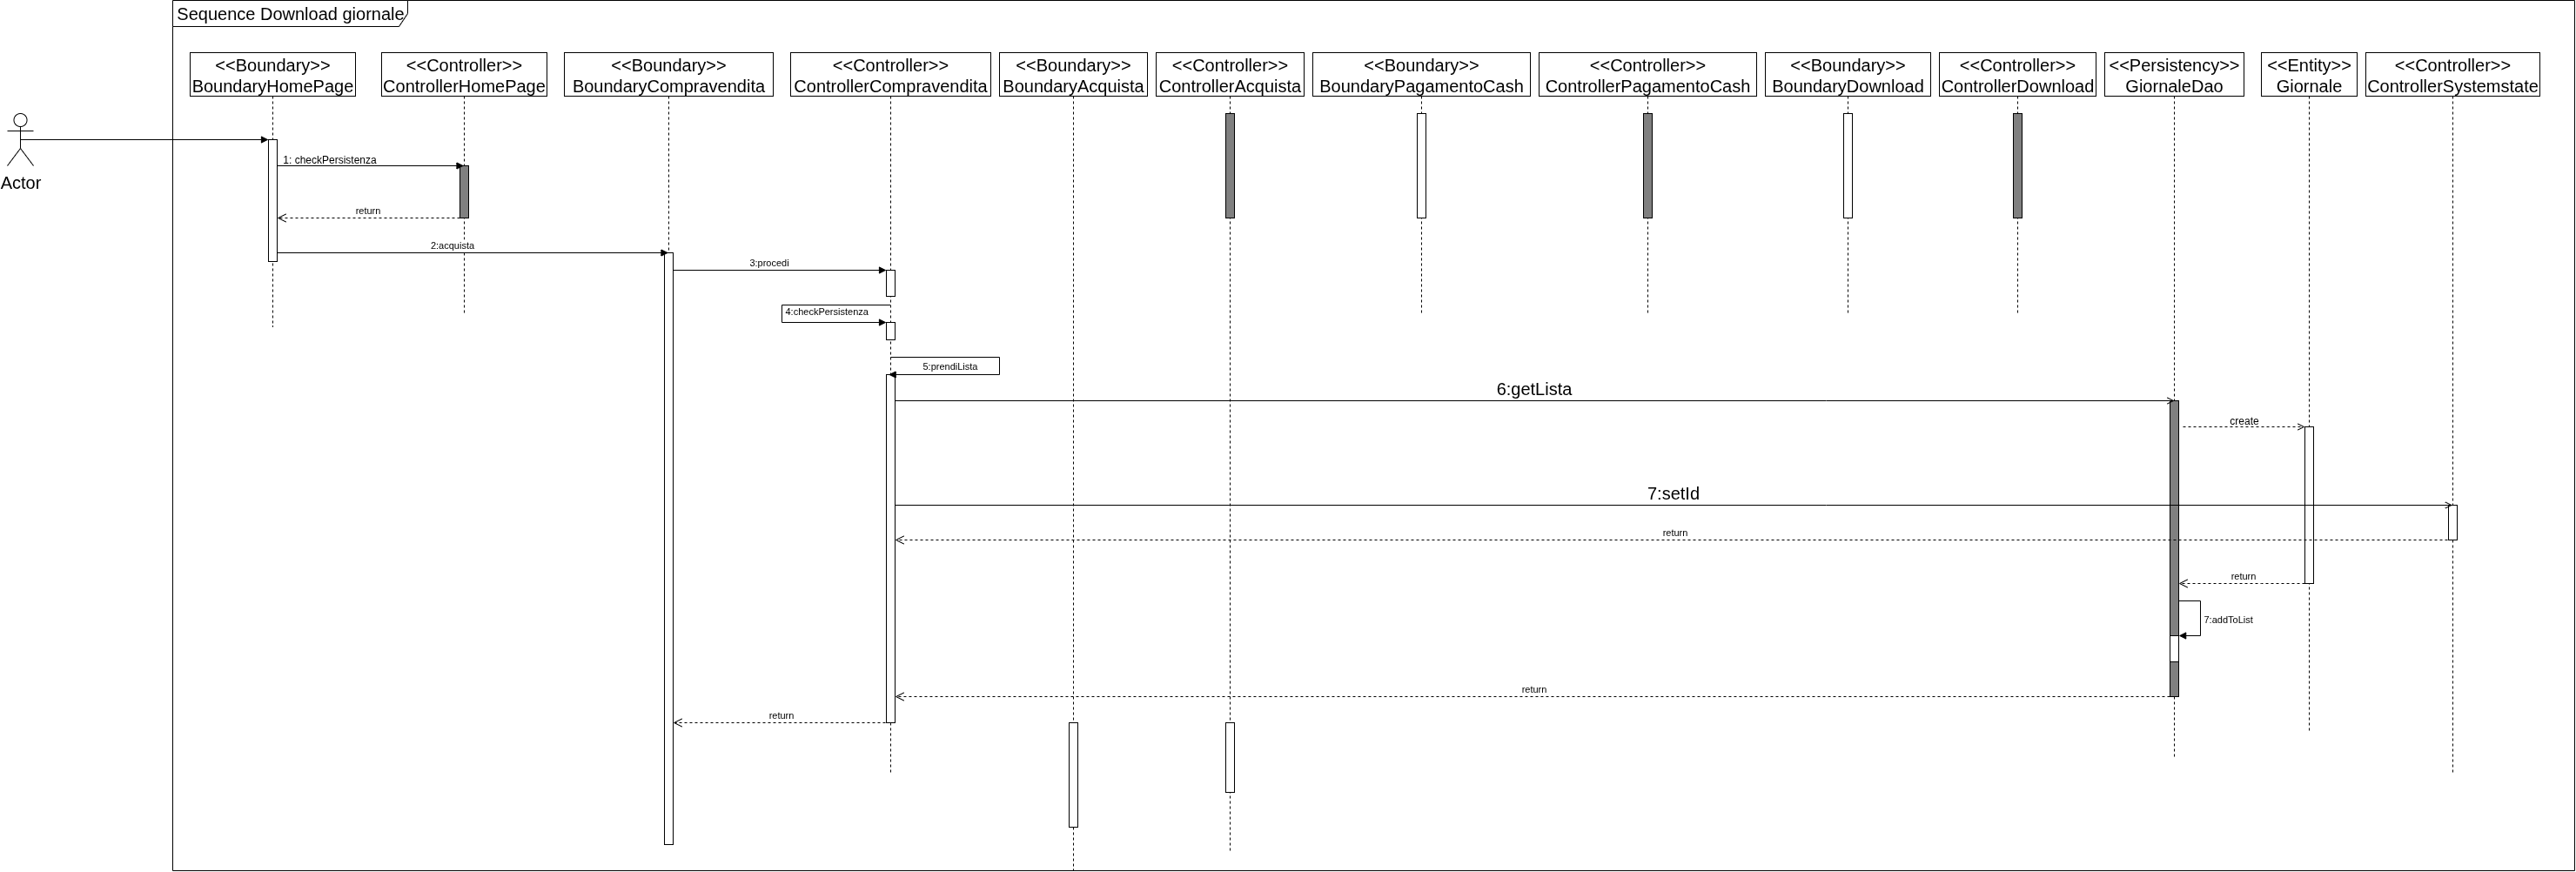 Sequence Download giornale
<<Boundary>>
BoundaryHomePage
<<Controller>>
ControllerHomePage
<<Boundary>>
BoundaryCompravendita
<<Controller>>
ControllerCompravendita
<<Boundary>>
BoundaryAcquista
<<Controller>>
ControllerAcquista
<<Boundary>>
BoundaryPagamentoCash
<<Controller>>
ControllerPagamentoCash
<<Boundary>>
BoundaryDownload
<<Controller>>
ControllerDownload
<<Persistency>>
GiornaleDao
<<Entity>>
Giornale
<<Controller>>
ControllerSystemstate
Actor
1: checkPersistenza
return
2:acquista
3:procedi
4:checkPersistenza
5:prendiLista
6:getLista
create
7:setId
return
return
7:addToList
return
return